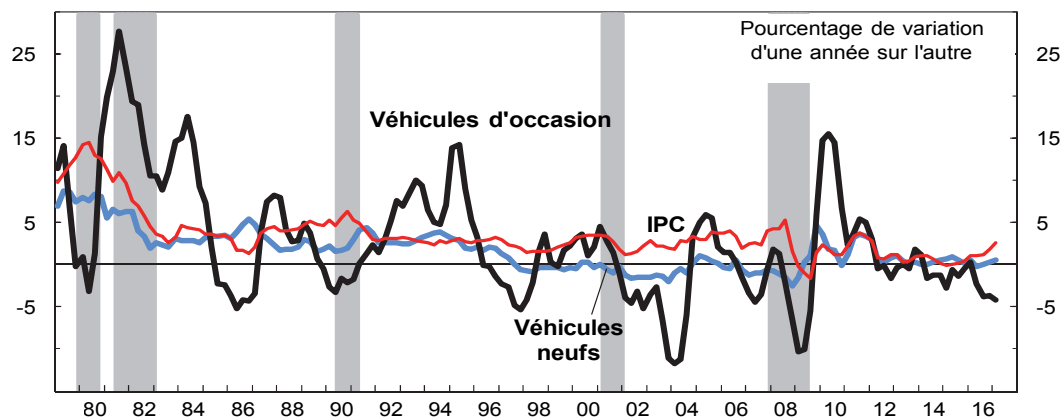 Pourcentage de variation
d'une année sur l'autre
25
25
Véhicules d'occasion
15
15
IPC
5
5
-5
-5
Véhicules
neufs
80 82 84 86 88 90 92 94 96 98 00 02 04 06 08 10 12 14 16